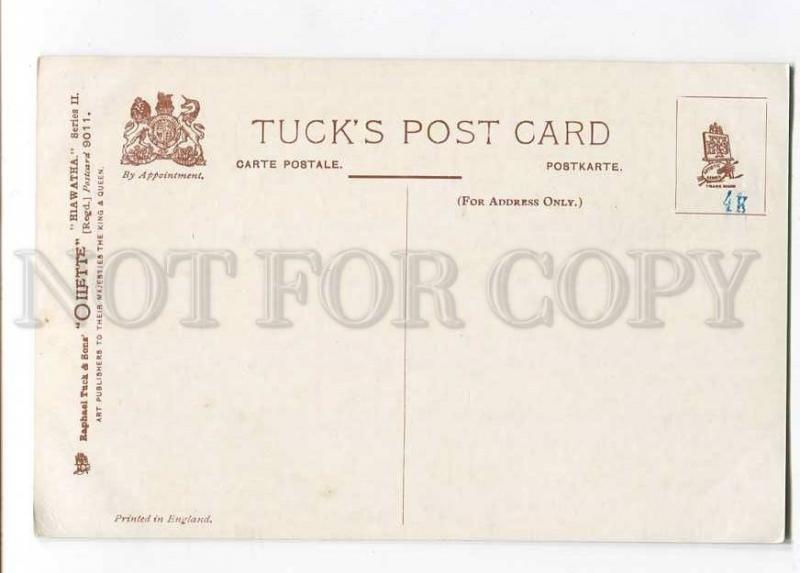 TUCK'S POST CARD
CARTE POSTALE.
POSTKARTE.
By Appointment.
(FOR ADDRESS ONLY.)
TRADE MARK
4K
Raphael Tuck & Sons' "OILETTE" "HIAWATHA." Series II.
[Regd.] Postcard 9011.
ART PUBLISHERS TO THEIR MAJESTIES THE KING & QUEEN.
NOT FOR COPY
Printed in England.